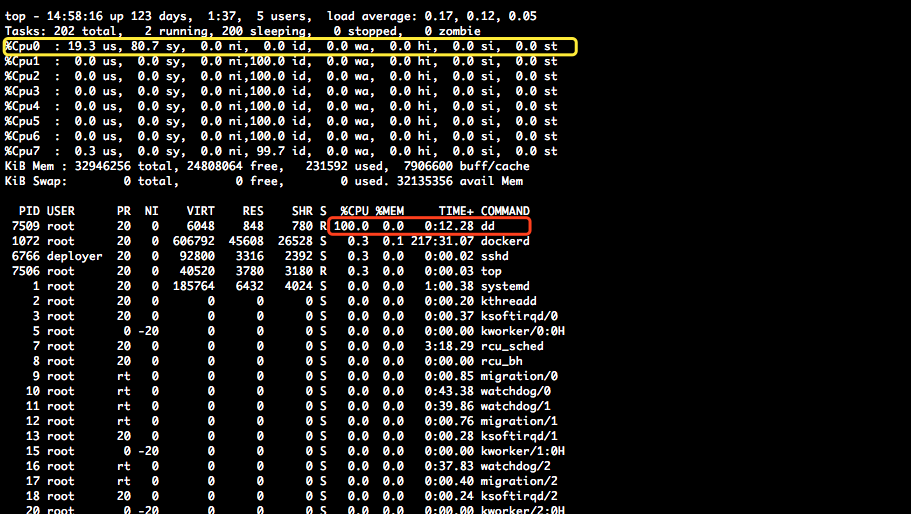 top - 14:58:16 up 123 days,  1:37,  5 users,  load average: 0.17, 0.12, 0.05
Tasks: 202 total,   2 running, 200 sleeping,   0 stopped,   0 zombie
%Cpu0  : 19.3 us, 80.7 sy,  0.0 ni,  0.0 id,  0.0 wa,  0.0 hi,  0.0 si,  0.0 st
%Cpu1  :  0.0 us,  0.0 sy,  0.0 ni,100.0 id,  0.0 wa,  0.0 hi,  0.0 si,  0.0 st
%Cpu2  :  0.0 us,  0.0 sy,  0.0 ni,100.0 id,  0.0 wa,  0.0 hi,  0.0 si,  0.0 st
%Cpu3  :  0.0 us,  0.0 sy,  0.0 ni,100.0 id,  0.0 wa,  0.0 hi,  0.0 si,  0.0 st
%Cpu4  :  0.0 us,  0.0 sy,  0.0 ni,100.0 id,  0.0 wa,  0.0 hi,  0.0 si,  0.0 st
%Cpu5  :  0.0 us,  0.0 sy,  0.0 ni,100.0 id,  0.0 wa,  0.0 hi,  0.0 si,  0.0 st
%Cpu6  :  0.0 us,  0.0 sy,  0.0 ni,100.0 id,  0.0 wa,  0.0 hi,  0.0 si,  0.0 st
%Cpu7  :  0.3 us,  0.0 sy,  0.0 ni, 99.7 id,  0.0 wa,  0.0 hi,  0.0 si,  0.0 st
KiB Mem : 32946256 total, 24808064 free,   231592 used,  7906600 buff/cache
KiB Swap:        0 total,        0 free,        0 used. 32135356 avail Mem
PID USER      PR  NI    VIRT    RES    SHR S  %CPU %MEM     TIME+ COMMAND
7509 root      20   0    6048    848    780 R 100.0  0.0   0:12.28 dd
1072 root      20   0  606792  45608  26528 S   0.3  0.1 217:31.07 dockerd
6766 deployer  20   0   92800   3316   2392 S   0.3  0.0   0:00.02 sshd
7506 root      20   0   40520   3780   3180 R   0.3  0.0   0:00.03 top
1 root      20   0  185764   6432   4024 S   0.0  0.0   1:00.38 systemd
2 root      20   0       0      0      0 S   0.0  0.0   0:00.20 kthreadd
3 root      20   0       0      0      0 S   0.0  0.0   0:00.37 ksoftirqd/0
5 root       0 -20       0      0      0 S   0.0  0.0   0:00.00 kworker/0:0H
7 root      20   0       0      0      0 S   0.0  0.0   3:18.29 rcu_sched
8 root      20   0       0      0      0 S   0.0  0.0   0:00.00 rcu_bh
9 root      rt   0       0      0      0 S   0.0  0.0   0:00.85 migration/0
10 root      rt   0       0      0      0 S   0.0  0.0   0:43.38 watchdog/0
11 root      rt   0       0      0      0 S   0.0  0.0   0:39.86 watchdog/1
12 root      rt   0       0      0      0 S   0.0  0.0   0:00.76 migration/1
13 root      20   0       0      0      0 S   0.0  0.0   0:00.28 ksoftirqd/1
15 root       0 -20       0      0      0 S   0.0  0.0   0:00.00 kworker/1:0H
16 root      rt   0       0      0      0 S   0.0  0.0   0:37.83 watchdog/2
17 root      rt   0       0      0      0 S   0.0  0.0   0:00.40 migration/2
18 root      20   0       0      0      0 S   0.0  0.0   0:00.24 ksoftirqd/2
20 root       0 -20       0      0      0 S   0.0  0.0   0:00.00 kworker/2:0H